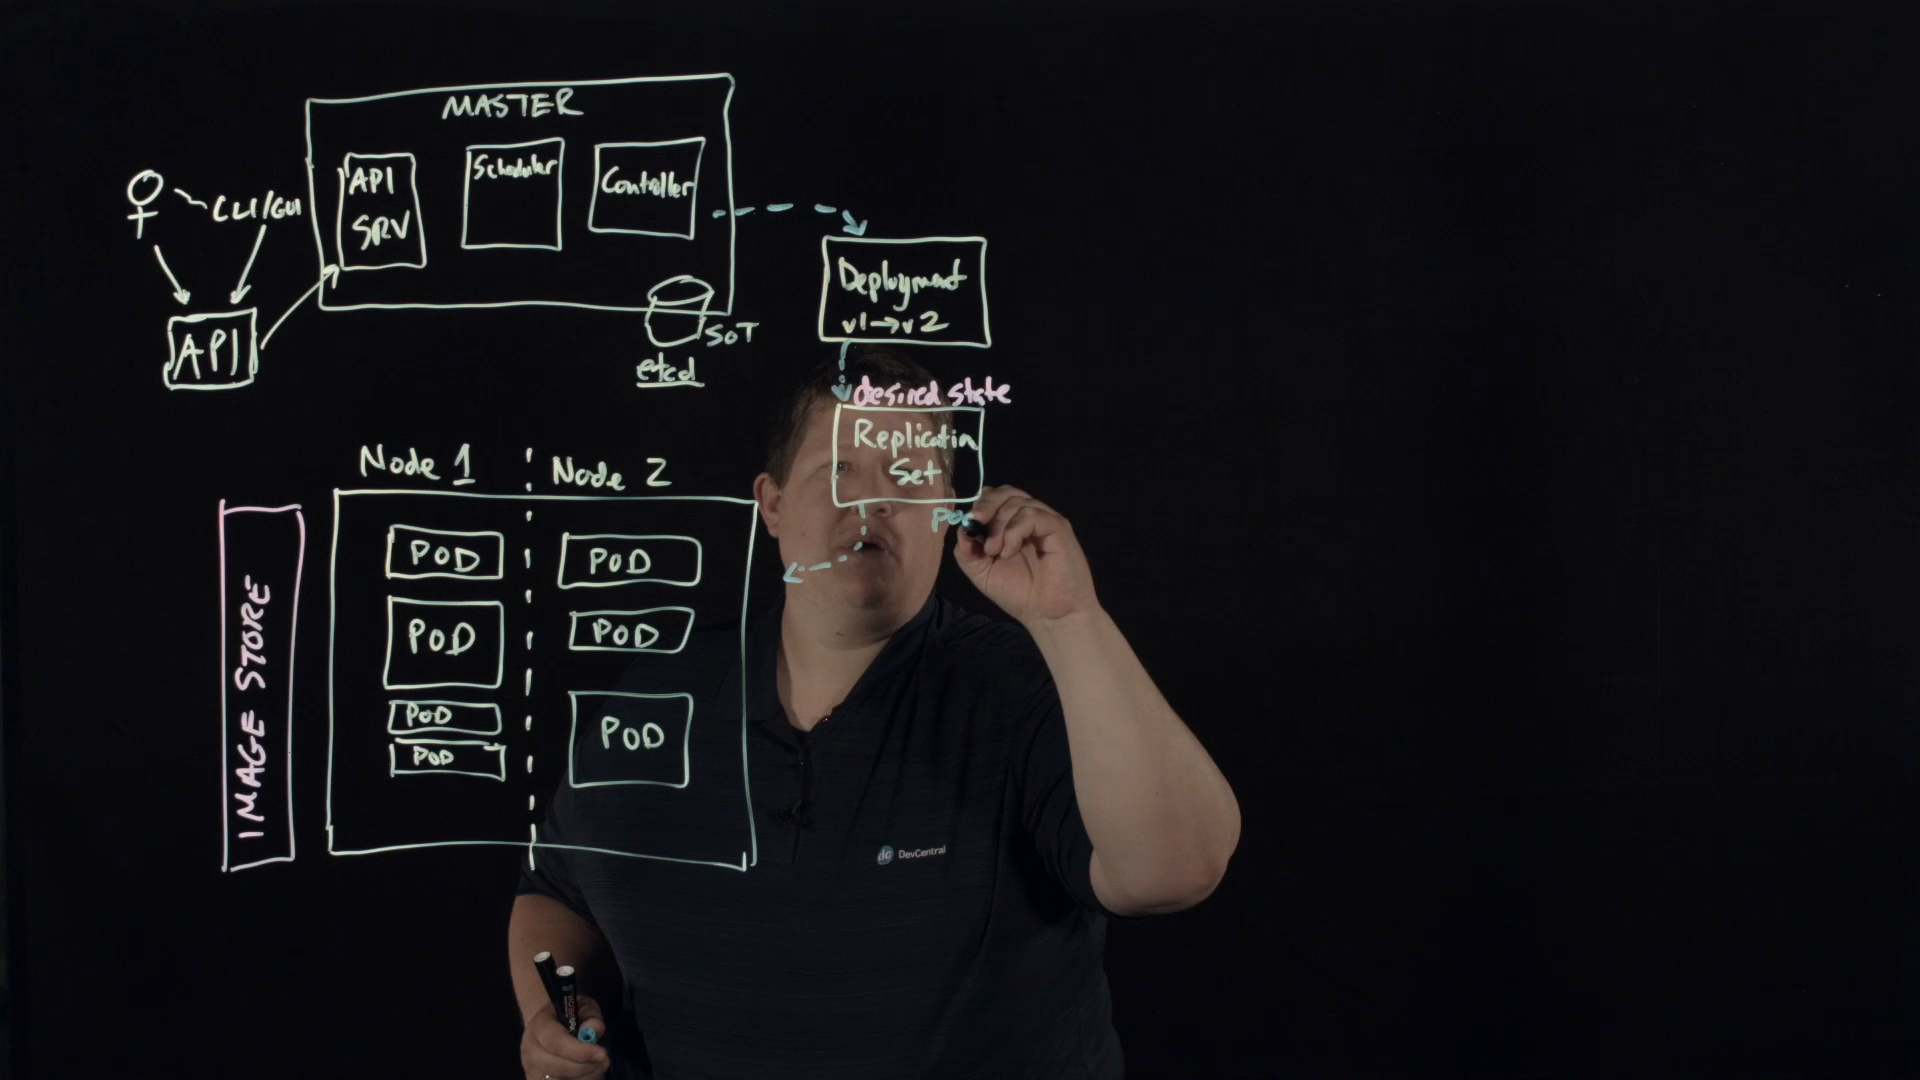 MASTER
API
SRV
Scheduler
Controller
CLI/GUI
API
SOT
etcd
Deployment
v1→v2
desired state
Replication
Set
Node 1
Node 2
POD
POD
POD
POD
POD
POD
POD
IMAGE STORE
dc DevCentral